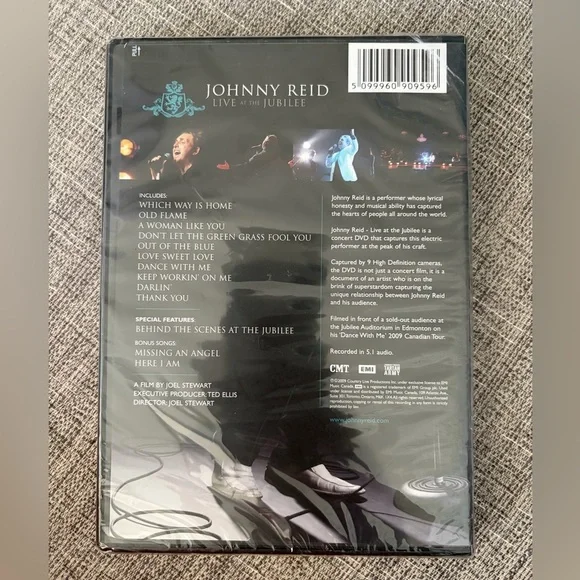 PULL
JOHNNY REID
LIVE AT THE JUBILEE
5 099960 909596
INCLUDES:
WHICH WAY IS HOME
OLD FLAME
A WOMAN LIKE YOU
DON'T LET THE GREEN GRASS FOOL YOU
OUT OF THE BLUE
LOVE SWEET LOVE
DANCE WITH ME
KEEP WORKIN' ON ME
DARLIN'
THANK YOU
SPECIAL FEATURES:
BEHIND THE SCENES AT THE JUBILEE
BONUS SONGS:
MISSING AN ANGEL
HERE I AM
A FILM BY JOEL STEWART
EXECUTIVE PRODUCER: TED ELLIS
DIRECTOR: JOEL STEWART
Johnny Reid is a performer whose lyrical
honesty and musical ability has captured
the hearts of people all around the world.
Johnny Reid - Live at the Jubilee is a
concert DVD that captures this electric
performer at the peak of his craft.
Captured by 9 High Definition cameras,
the DVD is not just a concert film, it is a
document of an artist who is on the
brink of superstardom capturing the
unique relationship between Johnny Reid
and his audience.
Filmed in front of a sold-out audience at
the Jubilee Auditorium in Edmonton on
his 'Dance With Me' 2009 Canadian Tour.
Recorded in 5.1 audio.
CMT EMI TARTAN ARMY
www.johnnyreid.com